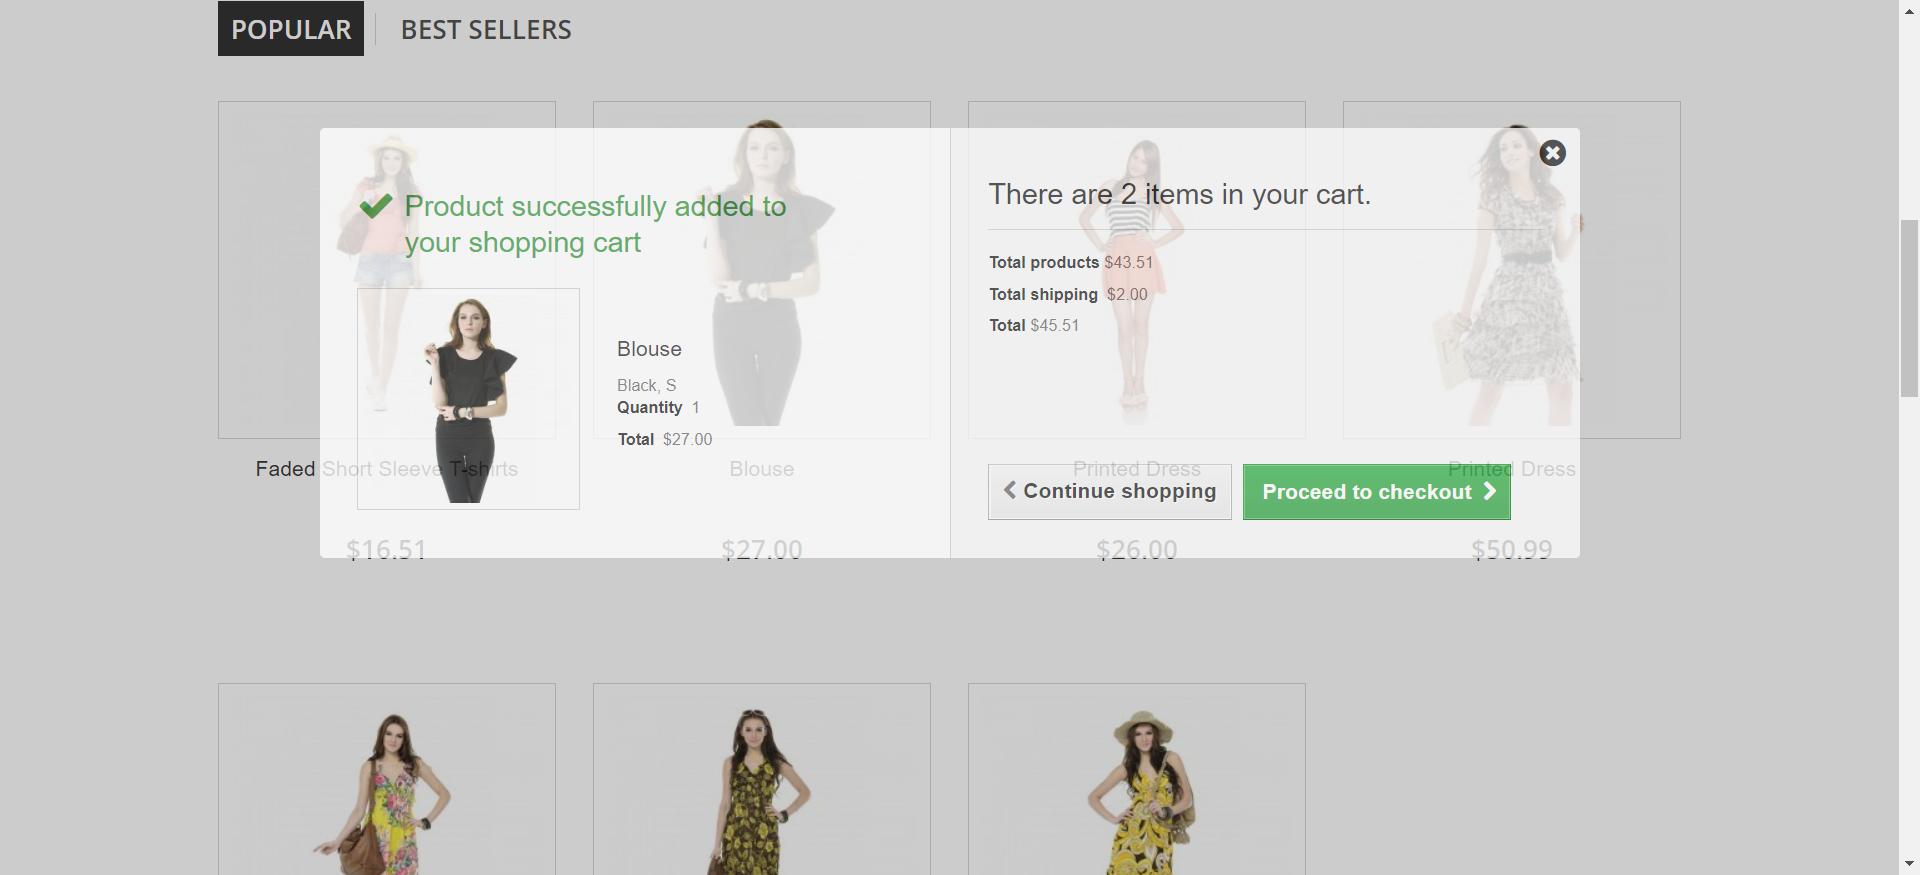 POPULAR
BEST SELLERS
Product successfully added to
your shopping cart
Blouse
Black, S
Quantity 1
Total $27.00
There are 2 items in your cart.
Total products $43.51
Total shipping $2.00
Total $45.51
Continue shopping
Proceed to checkout
Faded Short Sleeve T-shirts
Blouse
Printed Dress
Printed Dress
$16.51
$27.00
$26.00
$50.99